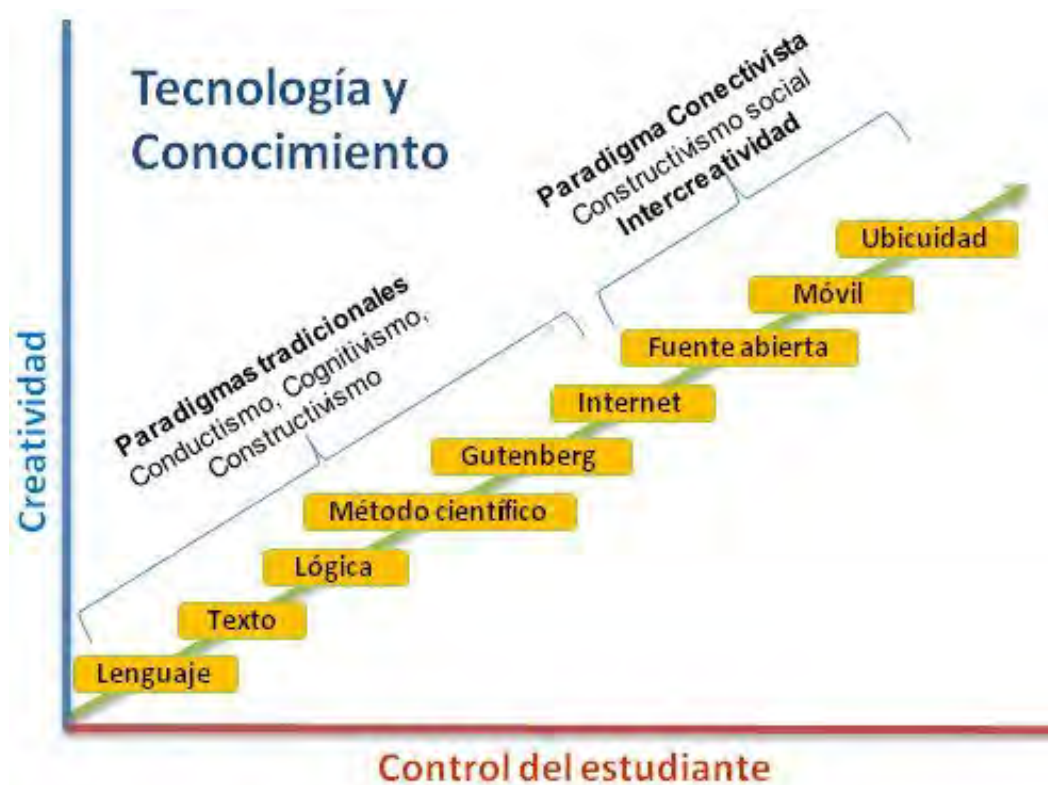 Tecnología y
Conocimiento
Paradigma Conectivista
Constructivismo social
Intercreatividad
Paradigmas tradicionales
Conductismo, Cognitivismo,
Constructivismo
Ubicuidad
Móvil
Fuente abierta
Internet
Gutenberg
Método científico
Lógica
Texto
Lenguaje
Creatividad
Control del estudiante